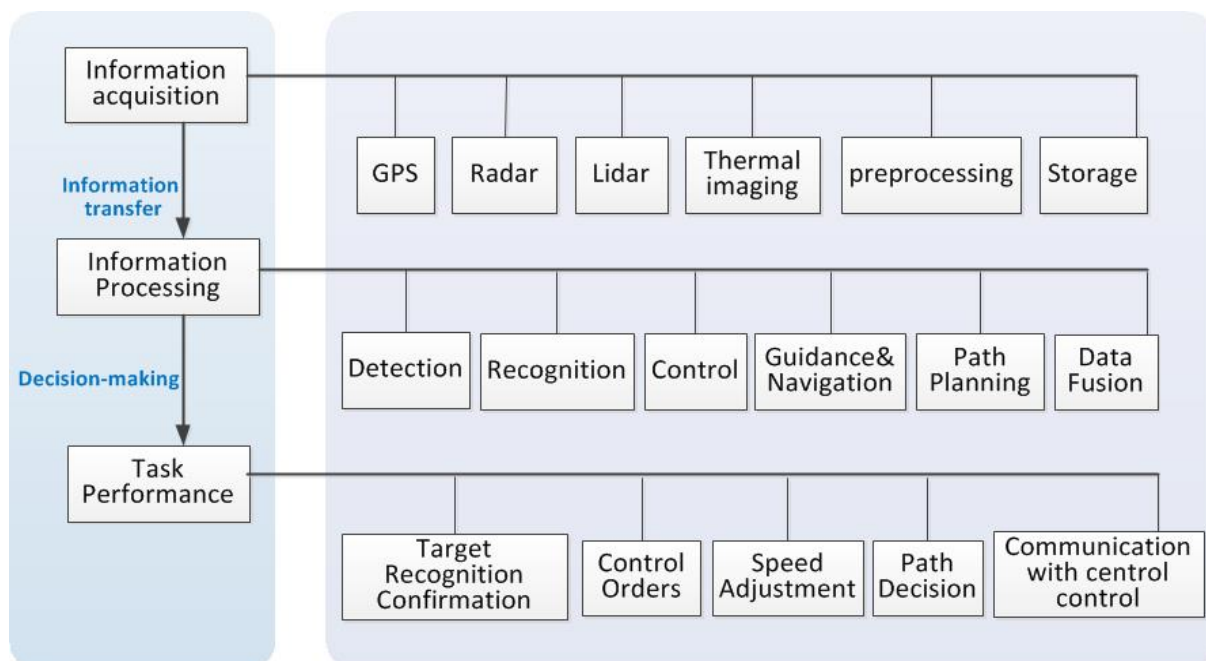 Information
acquisition
GPS
Radar
Lidar
Thermal
imaging
preprocessing
Storage
Information
transfer
Information
Processing
Detection
Recognition
Control
Guidance&
Navigation
Path
Planning
Data
Fusion
Decision-making
Task
Performance
Target
Recognition
Confirmation
Control
Orders
Speed
Adjustment
Path
Decision
Communication
with centrol
control